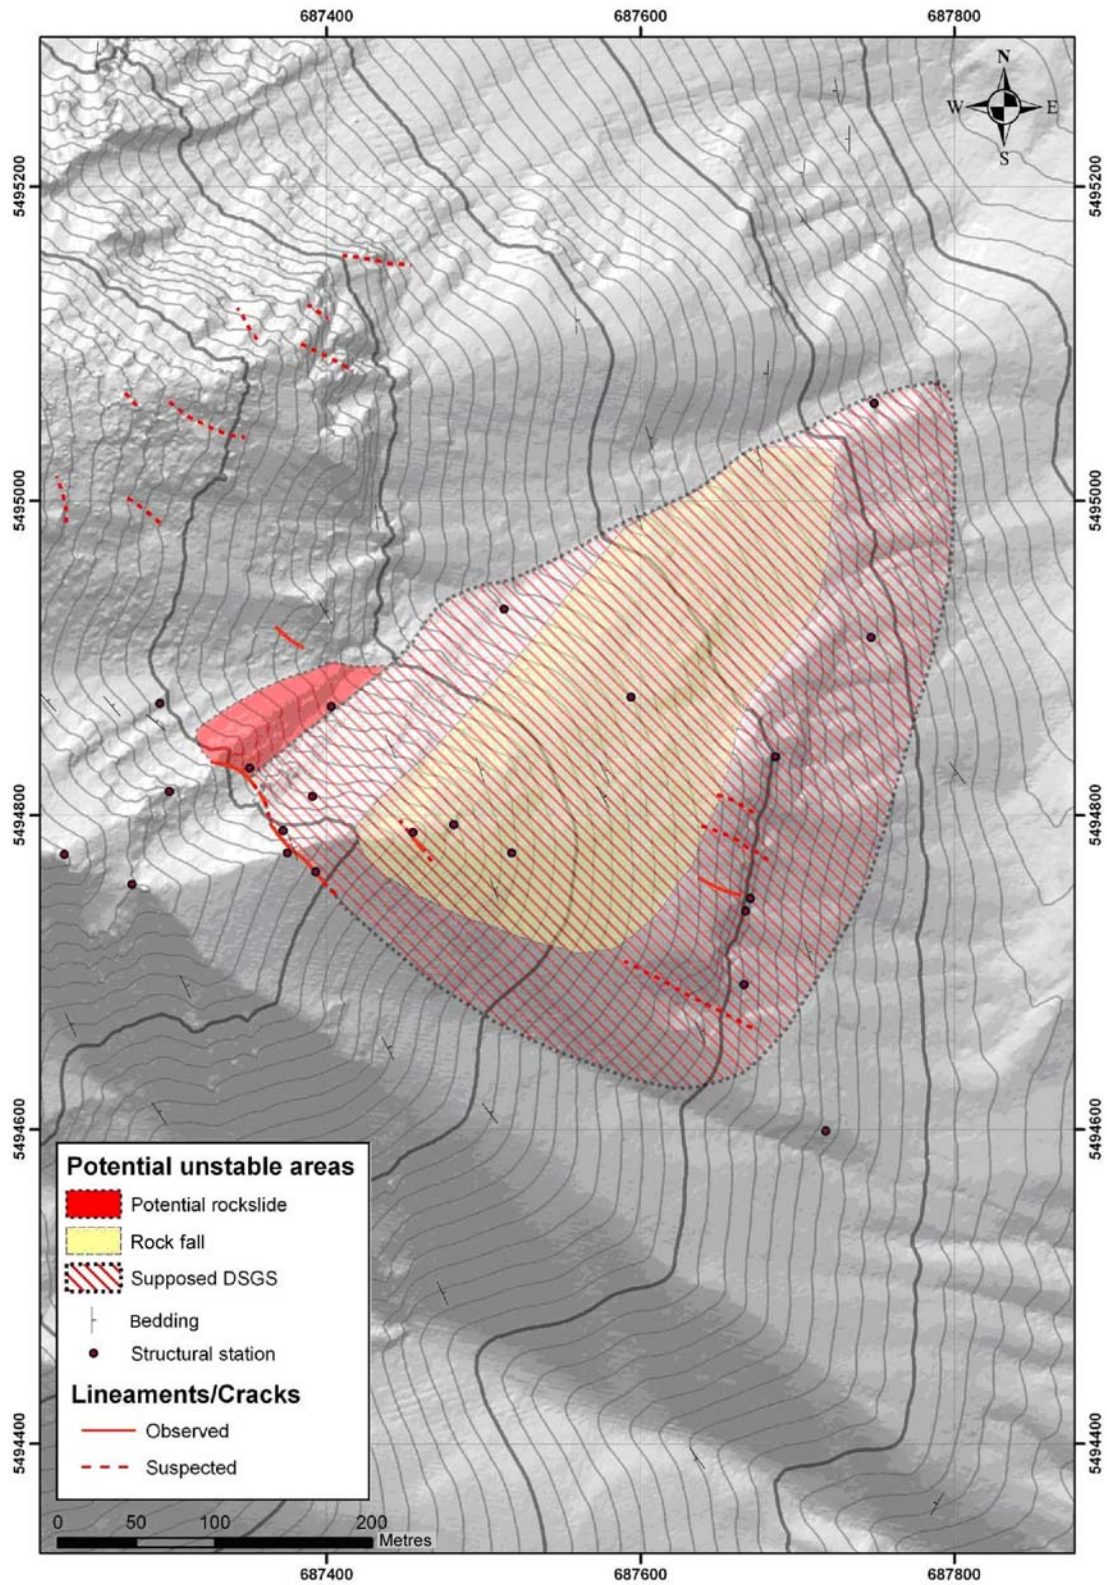 687400 687600 687800
N
W E
S
5495200 5495200
5495000 5495000
5494800 5494800
5494600 5494600
Potential unstable areas
Potential rockslide
Rock fall
Supposed DSGS
Bedding
Structural station
Lineaments/Cracks
Observed
Suspected
5494400 5494400
0 50 100 200
Metres
687400 687600 687800